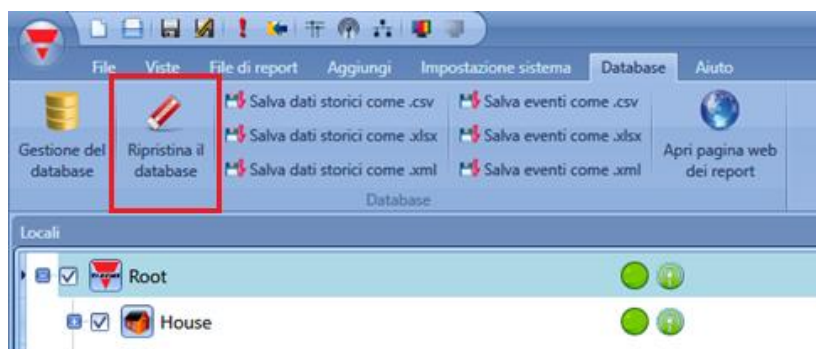 File Viste File di report Aggiungi Impostazione sistema Database Aiuto
Gestione del
database
Ripristina il
database
Salva dati storici come .csv
Salva dati storici come .xlsx
Salva dati storici come .xml
Salva eventi come .csv
Salva eventi come .xlsx
Salva eventi come .xml
Apri pagina web
dei report
Database
Locali
Root
House